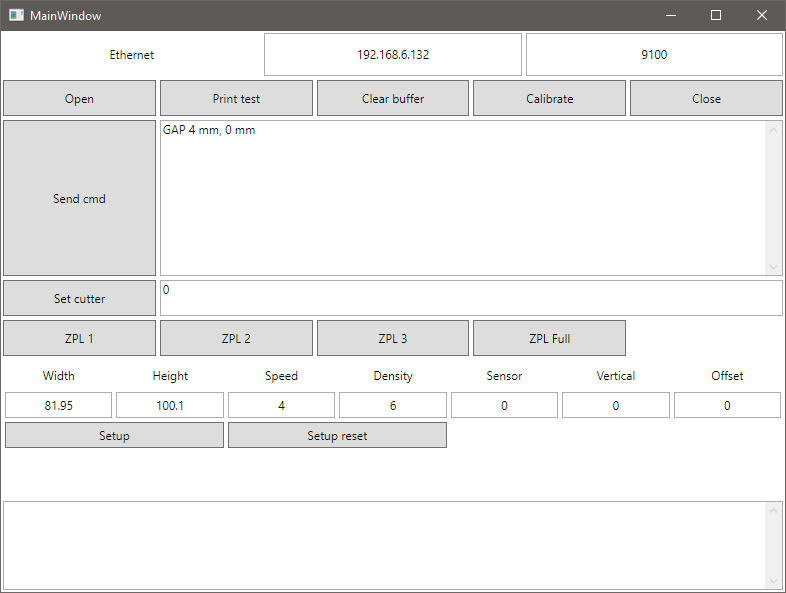 MainWindow
Ethernet 192.168.6.132 9100
Open Print test Clear buffer Calibrate Close
GAP 4 mm, 0 mm
Send cmd
Set cutter 0
ZPL 1 ZPL 2 ZPL 3 ZPL Full
Width Height Speed Density Sensor Vertical Offset
81.95 100.1 4 6 0 0 0
Setup Setup reset